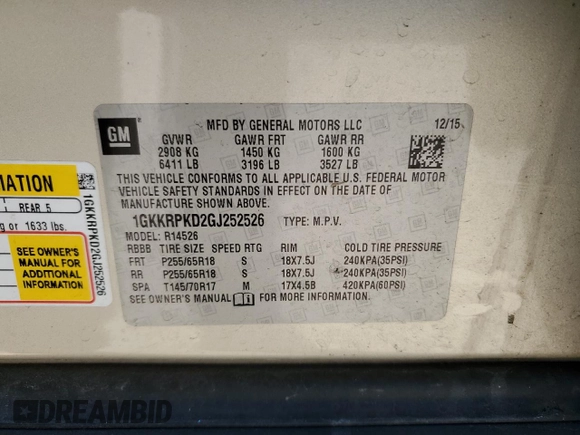 GM
MFD BY GENERAL MOTORS LLC 12/15
GVWR GAWR FRT GAWR RR
2908 KG 1450 KG 1600 KG
6411 LB 3196 LB 3527 LB
THIS VEHICLE CONFORMS TO ALL APPLICABLE U.S. FEDERAL MOTOR
VEHICLE SAFETY STANDARDS IN EFFECT ON THE DATE OF
MANUFACTURE SHOWN ABOVE.
1GKKRPKD2GJ252526 TYPE: M.P.V.
MODEL: R14526
RBBB TIRE SIZE SPEED RTG RIM COLD TIRE PRESSURE
FRT P255/65R18 S 18X7.5J 240KPA(35PSI)
RR P255/65R18 S 18X7.5J 240KPA(35PSI)
SPA T145/70R17 M 17X4.5B 420KPA(60PSI)
SEE OWNER'S MANUAL FOR MORE INFORMATION
MATION
REAR 5
g or 1633 lbs.
SEE OWNER'S
MANUAL FOR
ADDITIONAL
INFORMATION
1GKKRPKD2GJ252526
DREAMBID